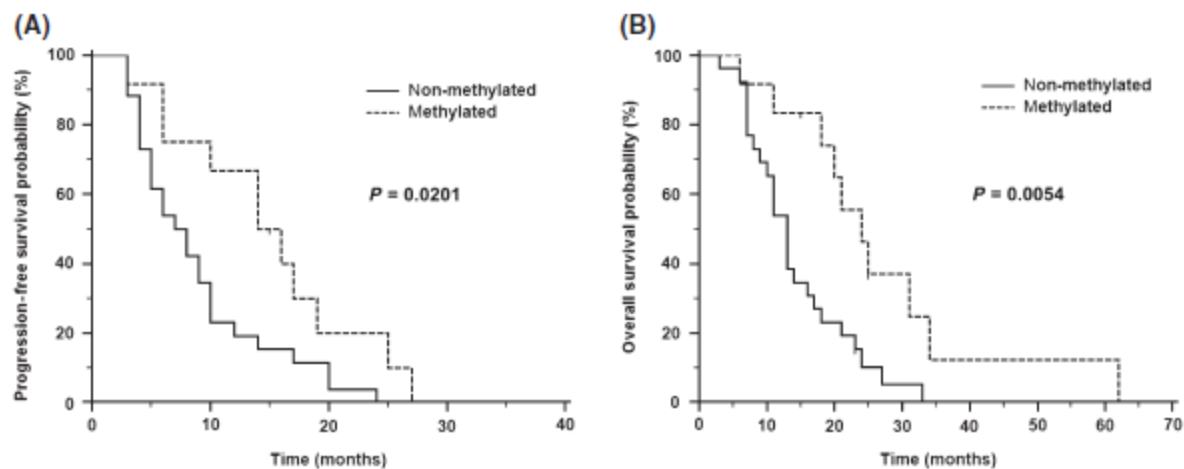 (A)
Progression-free survival probability (%)
100
80
60
40
20
0
Non-methylated
Methylated
P = 0.0201
0 10 20 30 40
Time (months)
(B)
Overall survival probability (%)
100
80
60
40
20
0
Non-methylated
Methylated
P = 0.0054
0 10 20 30 40 50 60 70
Time (months)